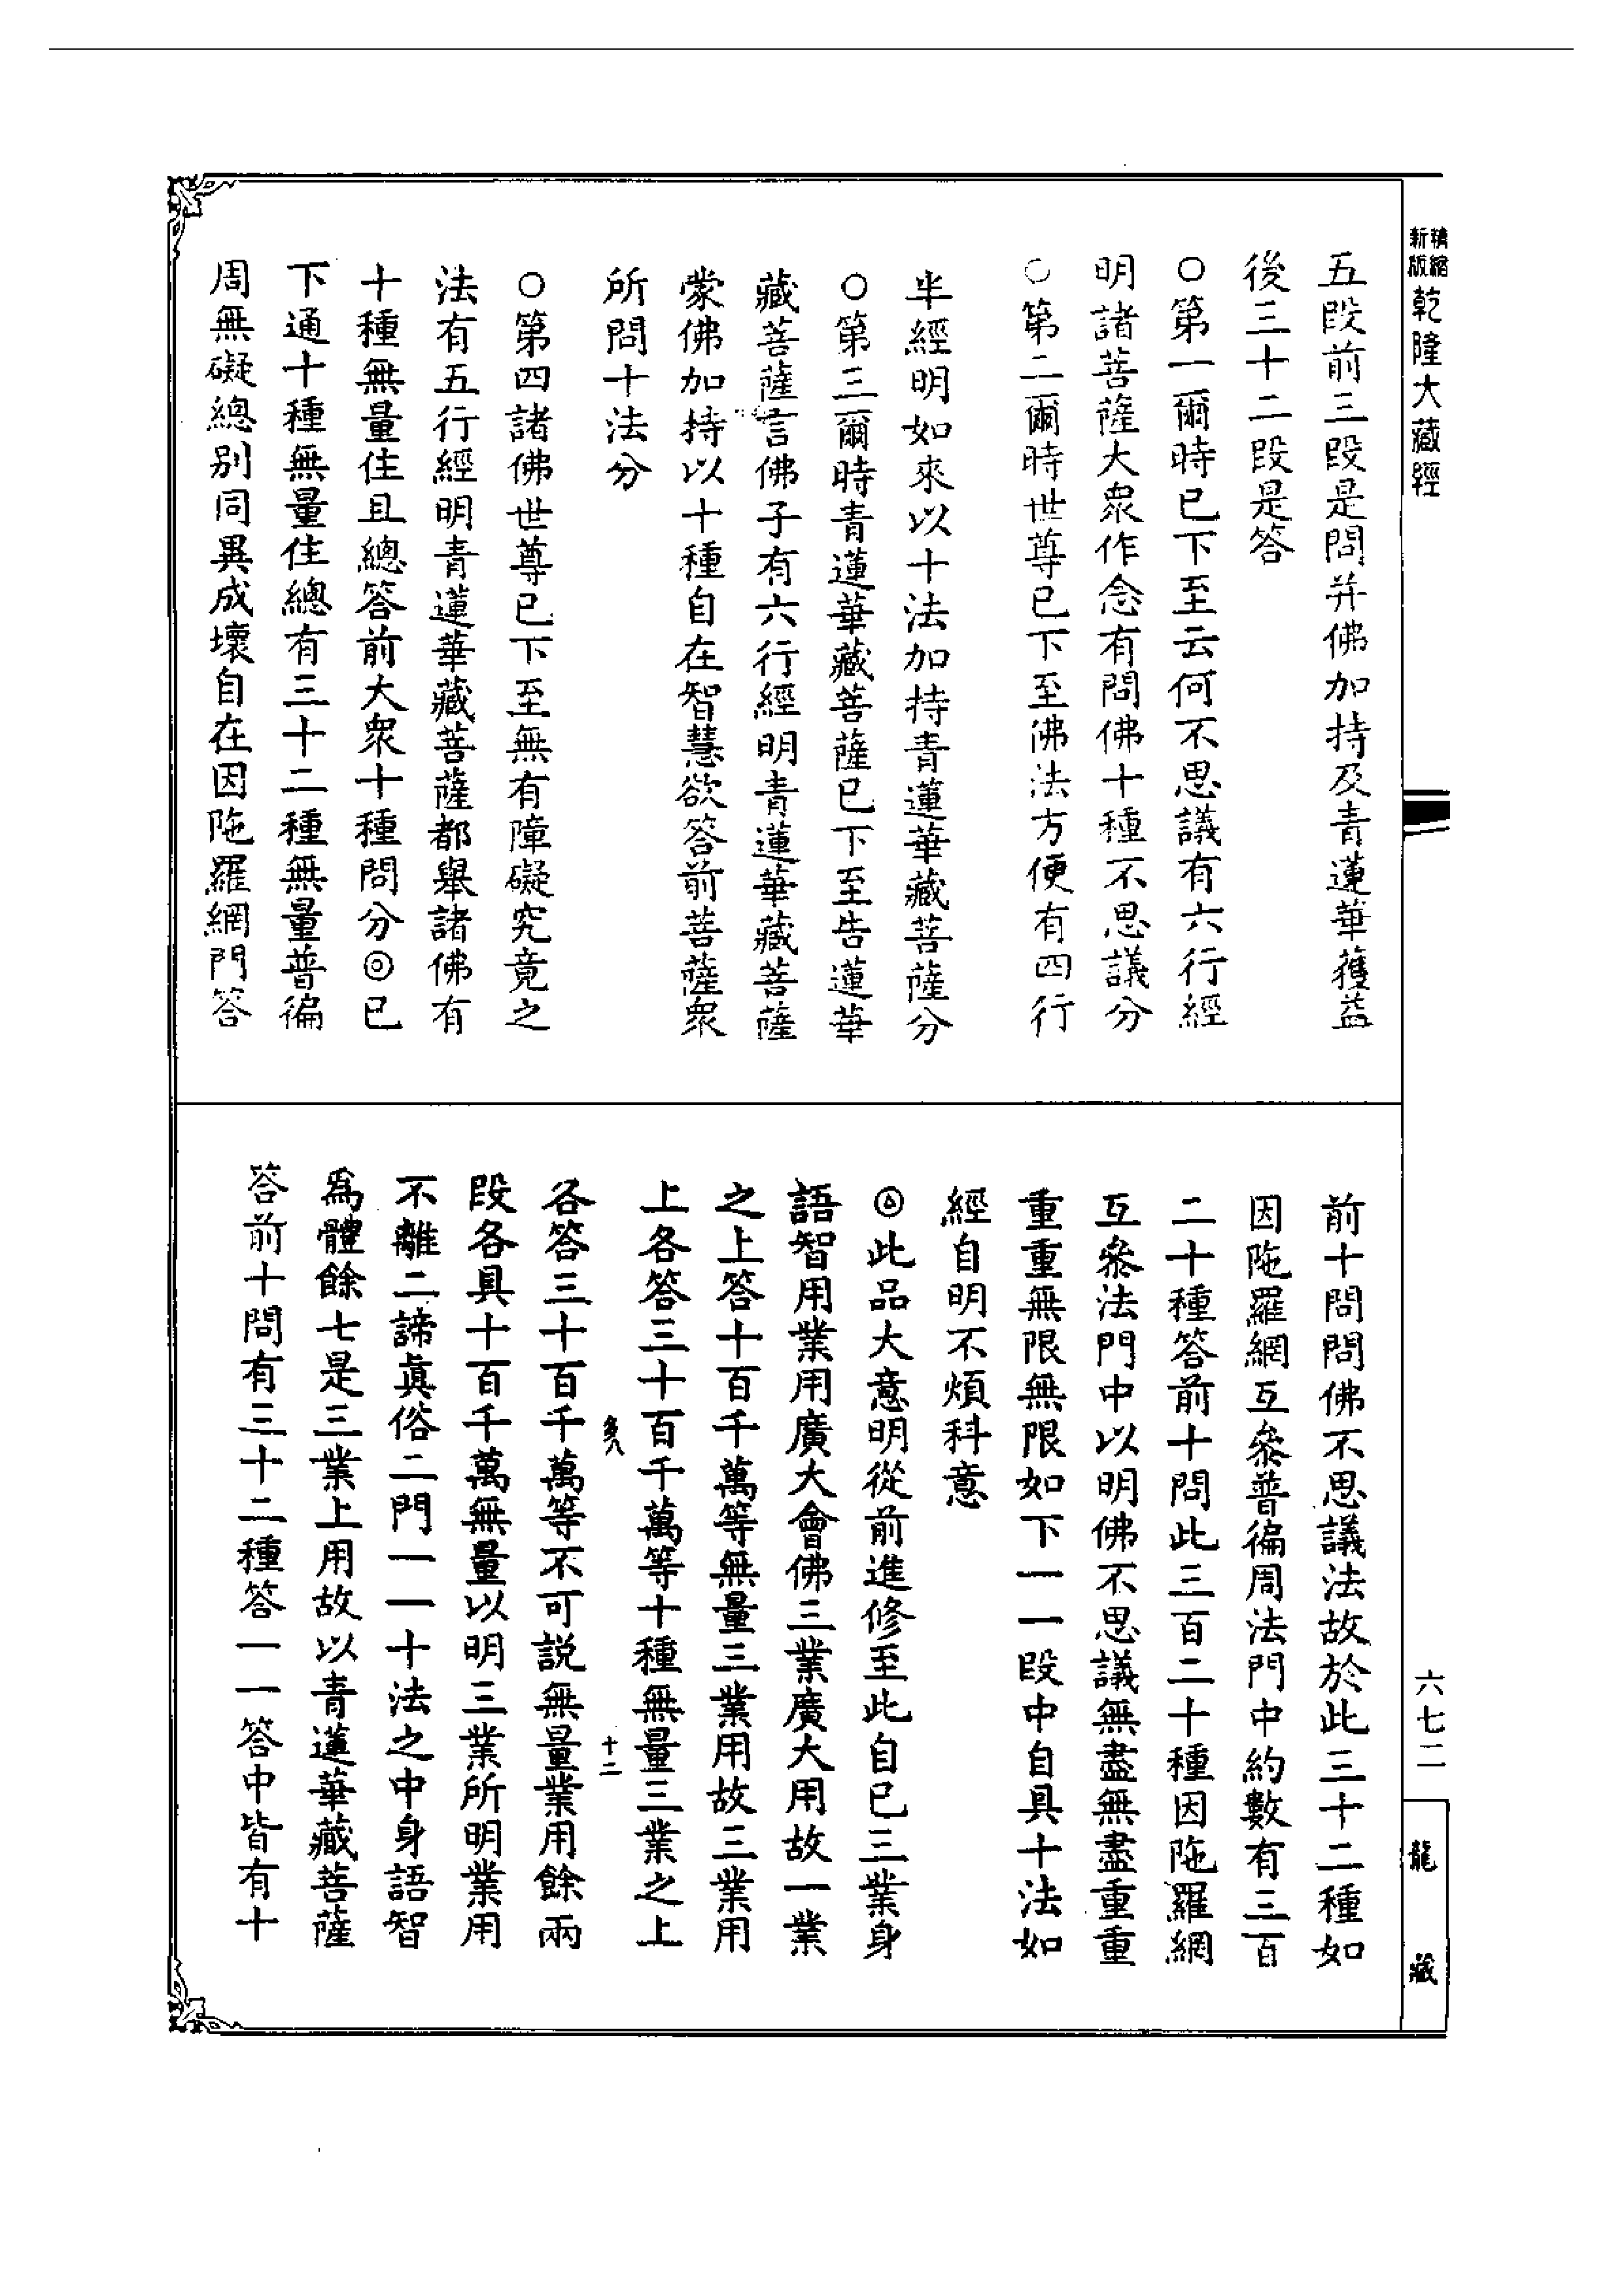 新版
精縮
乾隆大藏經
五段前三段是問并佛加持及青蓮華獲益
後三十二段是答
○第一爾時已下至云何不思議有六行經
明諸菩薩大衆作念有問佛十種不思議分
○第二爾時世尊已下至佛法方便有四行
半經明如來以十法加持青蓮華藏菩薩分
○第三爾時青蓮華藏菩薩已下至告蓮華
藏菩薩言佛子有六行經明青蓮華藏菩薩
蒙佛加持以十種自在智慧欲答前菩薩衆
所問十法分
○第四諸佛世尊已下至無有障礙究竟之
法有五行經明青蓮華藏菩薩都舉諸佛有
十種無量住且總答前大衆十種問分◎已
下通十種無量住總有三十二種無量普徧
周無礙總別同異成壞自在因陁羅網門答
前十問問佛不思議法故於此三十二種如
因陁羅網互叅普徧周法門中約數有三百
二十種答前十問此三百二十種因陁羅網
互叅法門中以明佛不思議無盡無盡重重
重重無限無限如下一一段中自具十法如
經自明不煩科意
◎此品大意明從前進修至此自已三業身
語智用業用廣大會佛三業廣大用故一業
之上答十百千萬等無量三業用故三業用
上各答三十百千萬等十種無量三業之上
各答三十百千萬等不可説無量業用餘兩
段各具十百千萬無量以明三業所明業用
不離二諦眞俗二門一一十法之中身語智
爲體餘七是三業上用故以青蓮華藏菩薩
答前十問有三十二種答一一答中皆有十
十二
六七二
龍
藏